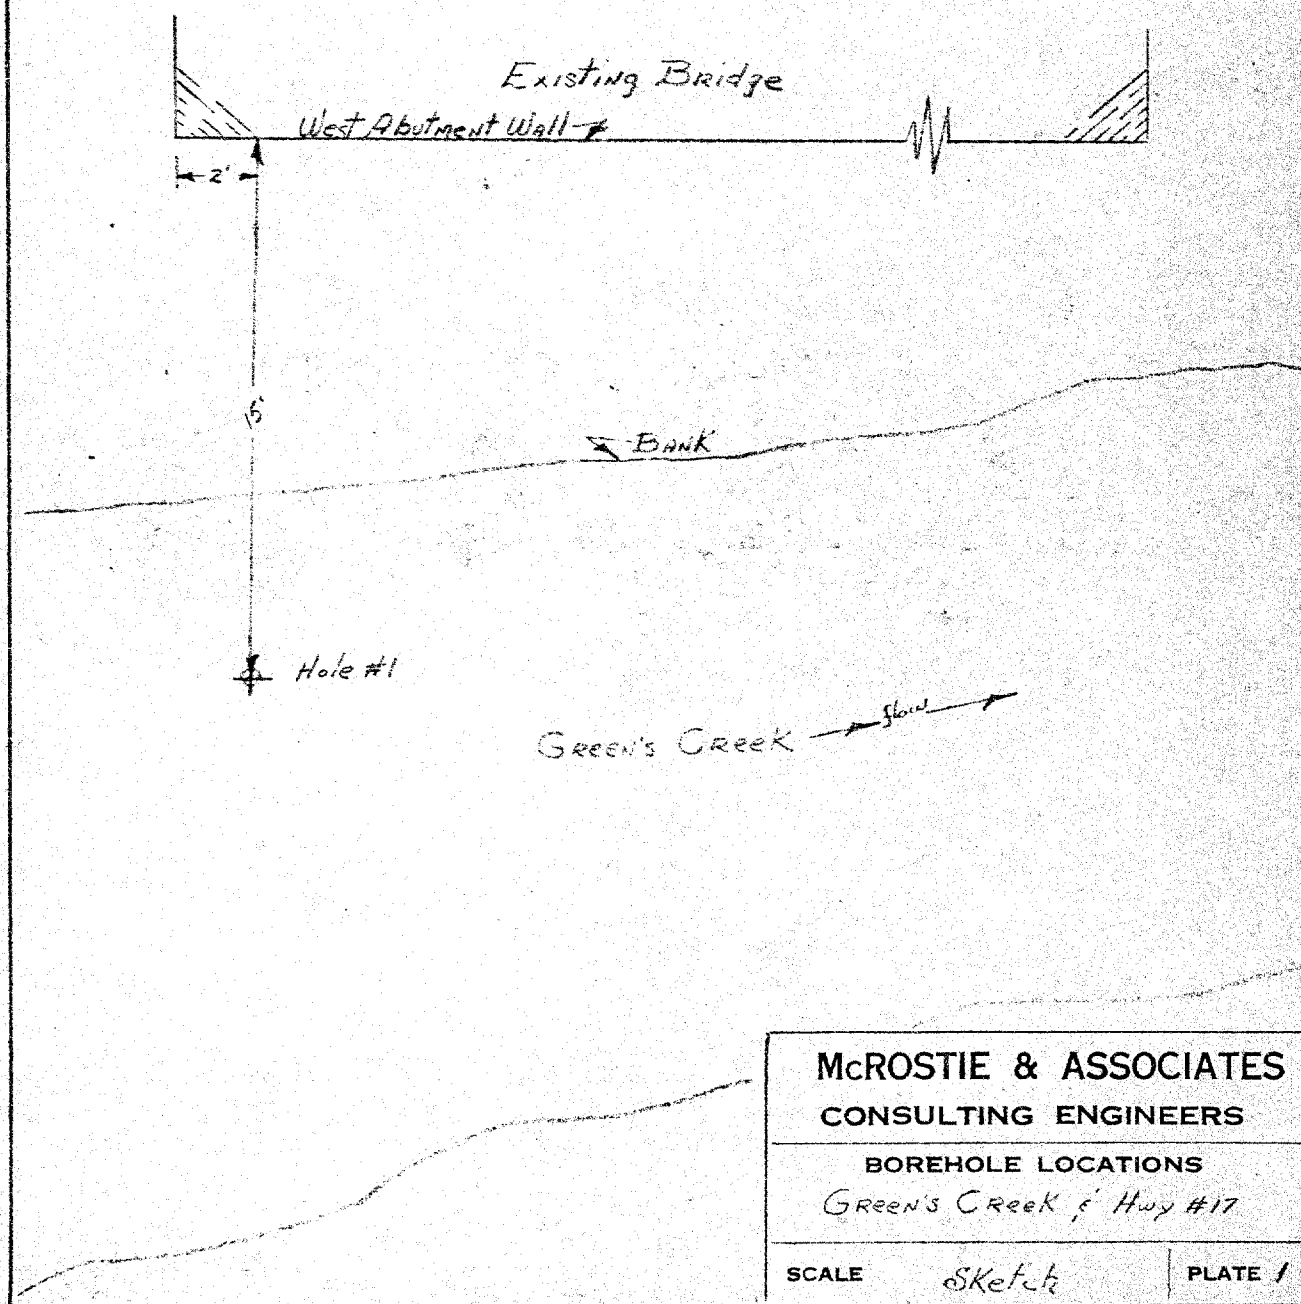 Existing Bridge
West Abutment Wall
2'
15'
BANK
Hole #1
GREEN'S CREEK
flow
McROSTIE & ASSOCIATES
CONSULTING ENGINEERS
BOREHOLE LOCATIONS
GREEN'S CREEK & Hwy #17
SCALE Sketch PLATE 1